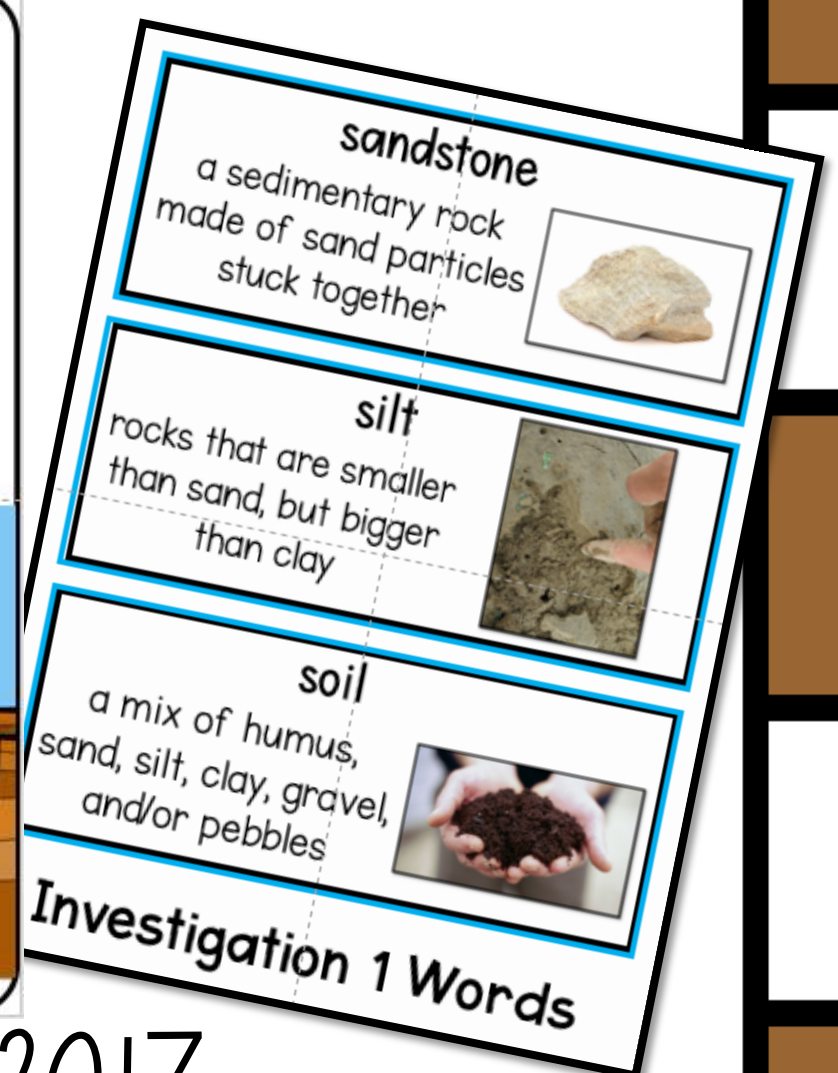 sandstone
a sedimentary rock
made of sand particles
stuck together
silt
rocks that are smaller
than sand, but bigger
than clay
soil
a mix of humus,
sand, silt, clay, gravel,
and/or pebbles
Investigation 1 Words
2017